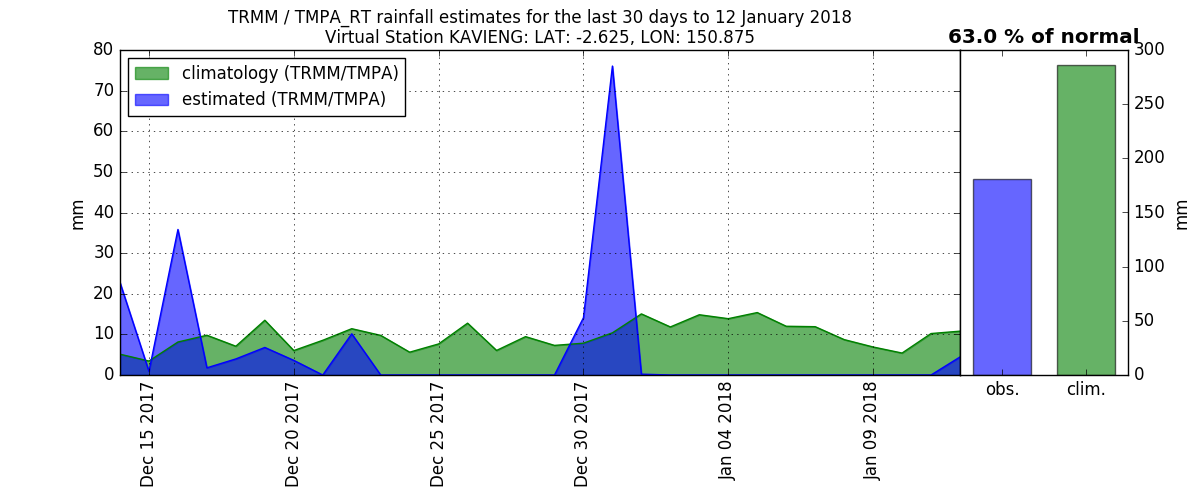 TRMM / TMPA_RT rainfall estimates for the last 30 days to 12 January 2018
Virtual Station KAVIENG: LAT: -2.625, LON: 150.875
63.0 % of normal
climatology (TRMM/TMPA)
estimated (TRMM/TMPA)
80
70
60
50
40
30
20
10
0
mm
Dec 15 2017
Dec 20 2017
Dec 25 2017
Dec 30 2017
Jan 04 2018
Jan 09 2018
obs.
clim.
300
250
200
150
100
50
0
mm